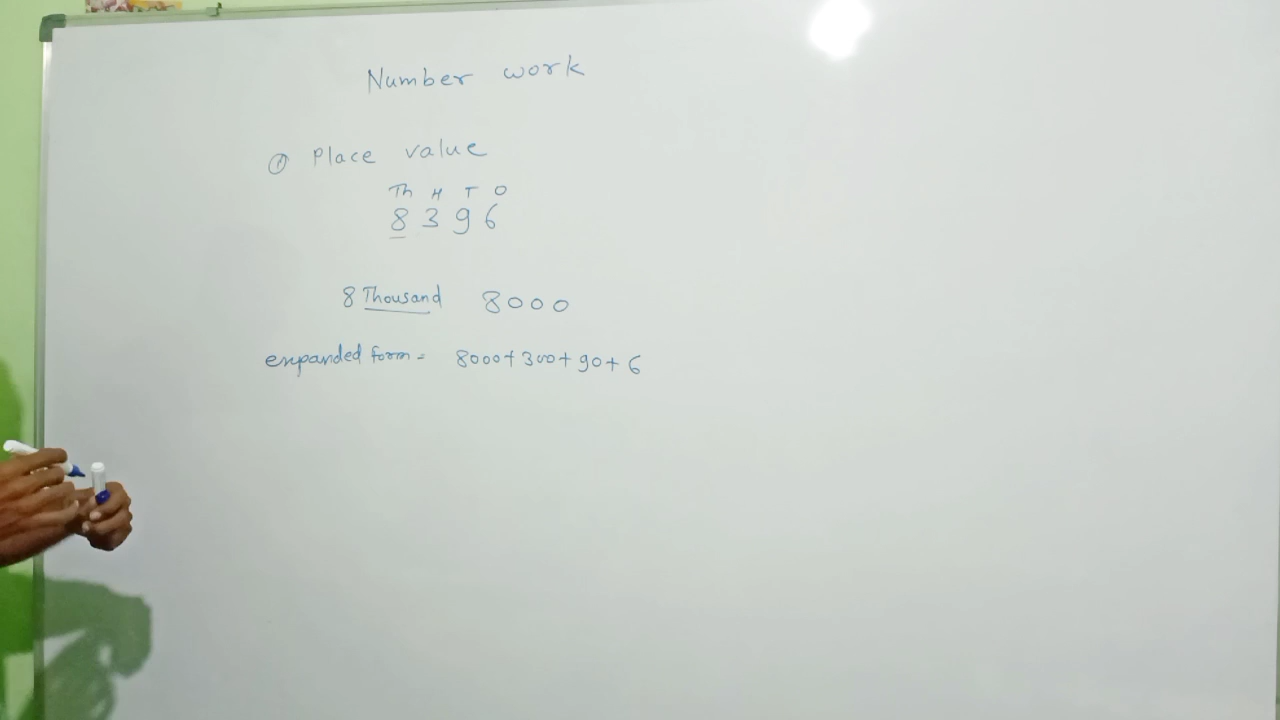 Number work
① Place value
Th H T O
8 3 9 6
8 Thousand 8000
expanded form = 8000+300+90+6